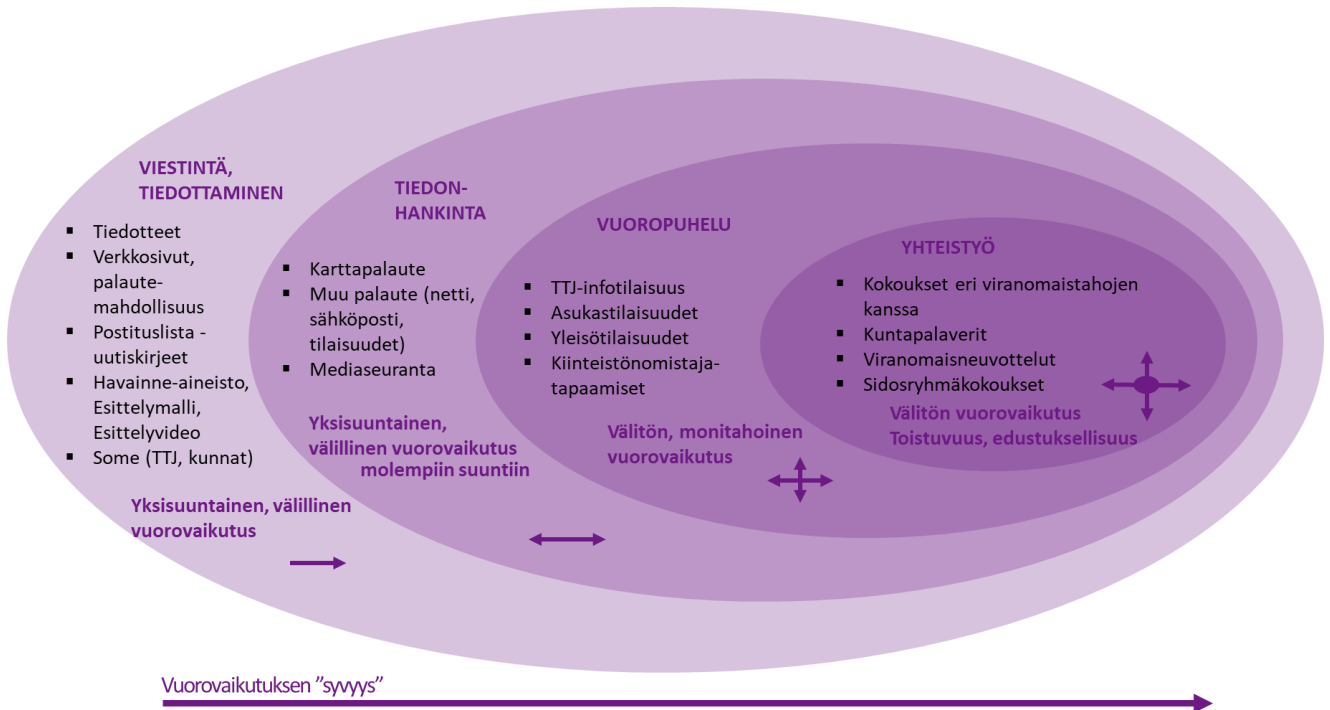 VIESTINTÄ,
TIEDOTTAMINEN
▪ Tiedotteet
▪ Verkkosivut,
palaute-
mahdollisuus
▪ Postituslista -
uutiskirjeet
▪ Havainne-aineisto,
Esittelymalli,
Esittelyvideo
▪ Some (TTJ, kunnat)
Yksisuuntainen, välillinen
vuorovaikutus
TIEDON-
HANKINTA
▪ Karttapalaute
▪ Muu palaute (netti,
sähköposti,
tilaisuudet)
▪ Mediaseuranta
Yksisuuntainen,
välillinen vuorovaikutus
molempiin suuntiin
VUOROPUHELU
▪ TTJ-infotilaisuus
▪ Asukastilaisuudet
▪ Yleisötilaisuudet
▪ Kiinteistönomistaja-
tapaamiset
Välitön, monitahoinen
vuorovaikutus
YHTEISTYÖ
▪ Kokoukset eri viranomaistahojen
kanssa
▪ Kuntapalaverit
▪ Viranomaisneuvottelut
▪ Sidosryhmäkokoukset
Välitön vuorovaikutus
Toistuvuus, edustuksellisuus
Vuorovaikutuksen ”syvyys”